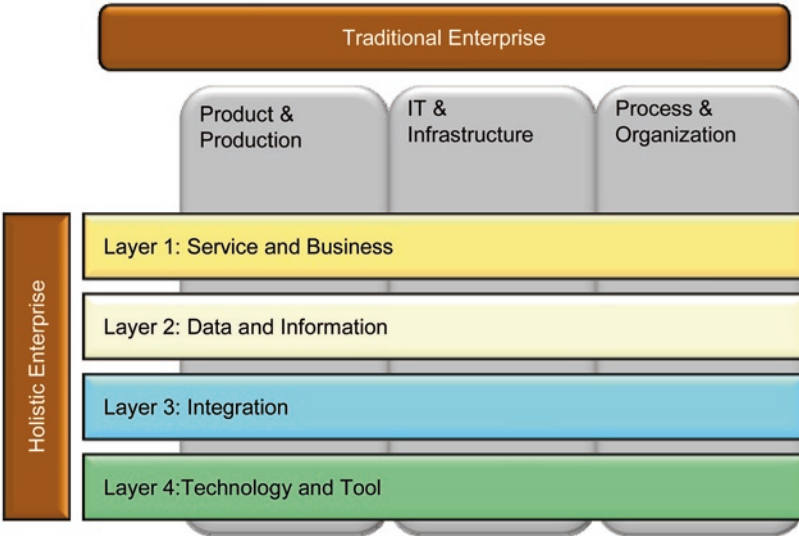 Traditional Enterprise
Product &
Production
IT &
Infrastructure
Process &
Organization
Holistic Enterprise
Layer 1: Service and Business
Layer 2: Data and Information
Layer 3: Integration
Layer 4:Technology and Tool